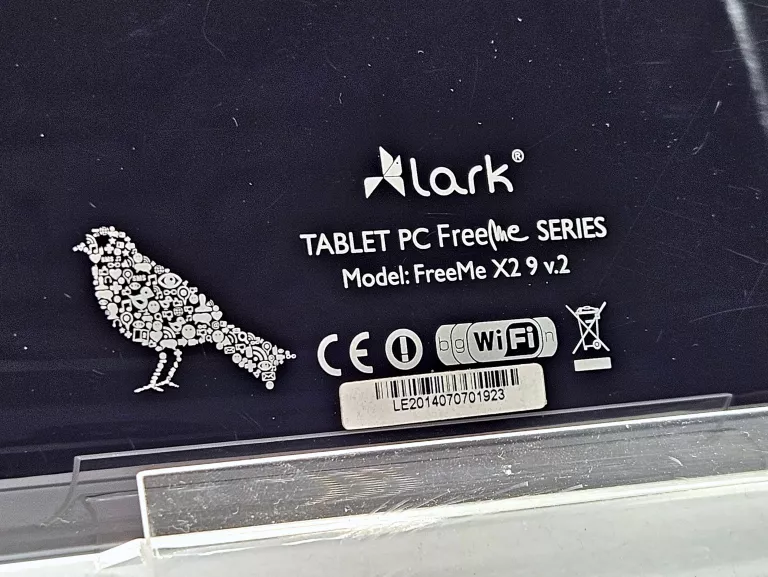 lark®
TABLET PC FreeMe SERIES
Model: FreeMe X2 9 v.2
CE b g WiFi n
LE2014070701923